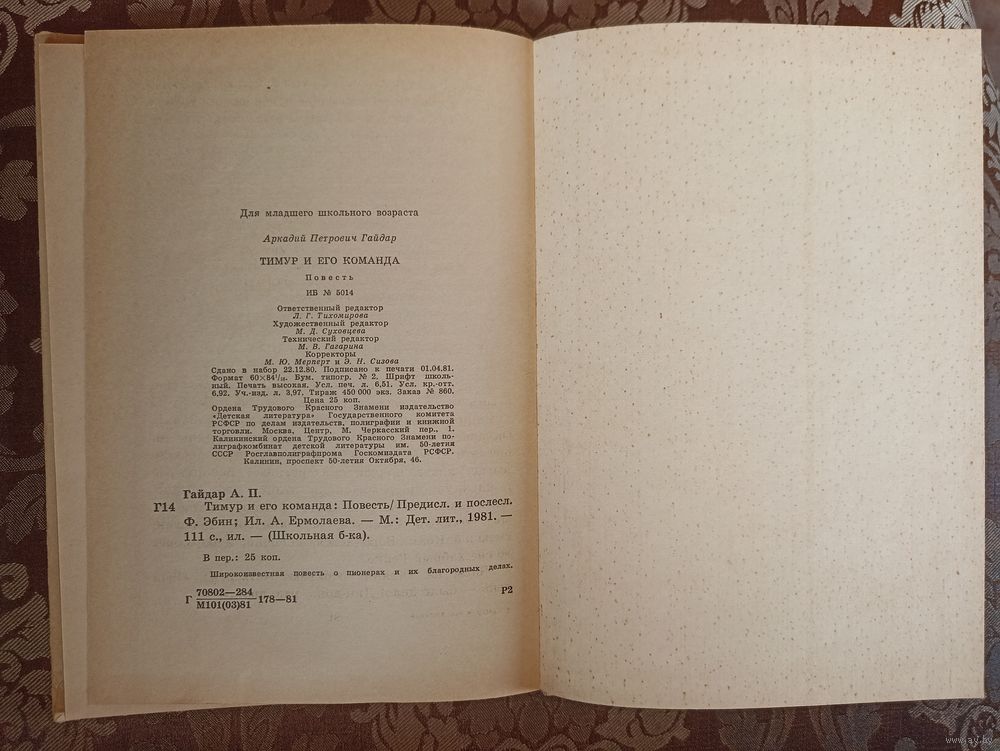 Для младшего школьного возраста
Аркадий Петрович Гайдар
ТИМУР И ЕГО КОМАНДА
Повесть
ИБ № 5014
Ответственный редактор
Л. Г. Тихомирова
Художественный редактор
М. Д. Суховцева
Технический редактор
М. В. Гагарина
Корректоры
М. Ю. Мерперт и Э. Н. Сизова
Сдано в набор 22.12.80. Подписано к печати 01.04.81.
Формат 60×84¹/₁₆. Бум. типогр. № 2. Шрифт школь-
ный. Печать высокая. Усл. печ. л. 6,51. Усл. кр.-отт.
6,92. Уч.-изд. л. 3,97. Тираж 450 000 экз. Заказ № 860.
Цена 25 коп.
Ордена Трудового Красного Знамени издательство
«Детская литература» Государственного комитета
РСФСР по делам издательств, полиграфии и книжной
торговли. Москва, Центр, М. Черкасский пер., 1.
Калининский ордена Трудового Красного Знамени по-
лиграфкомбинат детской литературы им. 50-летия
СССР Росглавполиграфпрома Госкомиздата РСФСР.
Калинин, проспект 50-летия Октября, 46.
Гайдар А. П.
Г14 Тимур и его команда: Повесть/ Предисл. и послесл.
Ф. Эбин; Ил. А. Ермолаева. — М.: Дет. лит., 1981. —
111 с., ил. — (Школьная б-ка).
В пер.: 25 коп.
Широкоизвестная повесть о пионерах и их благородных делах.
Г 70802—284
М101(03)81 178—81 Р2
www.ay.by